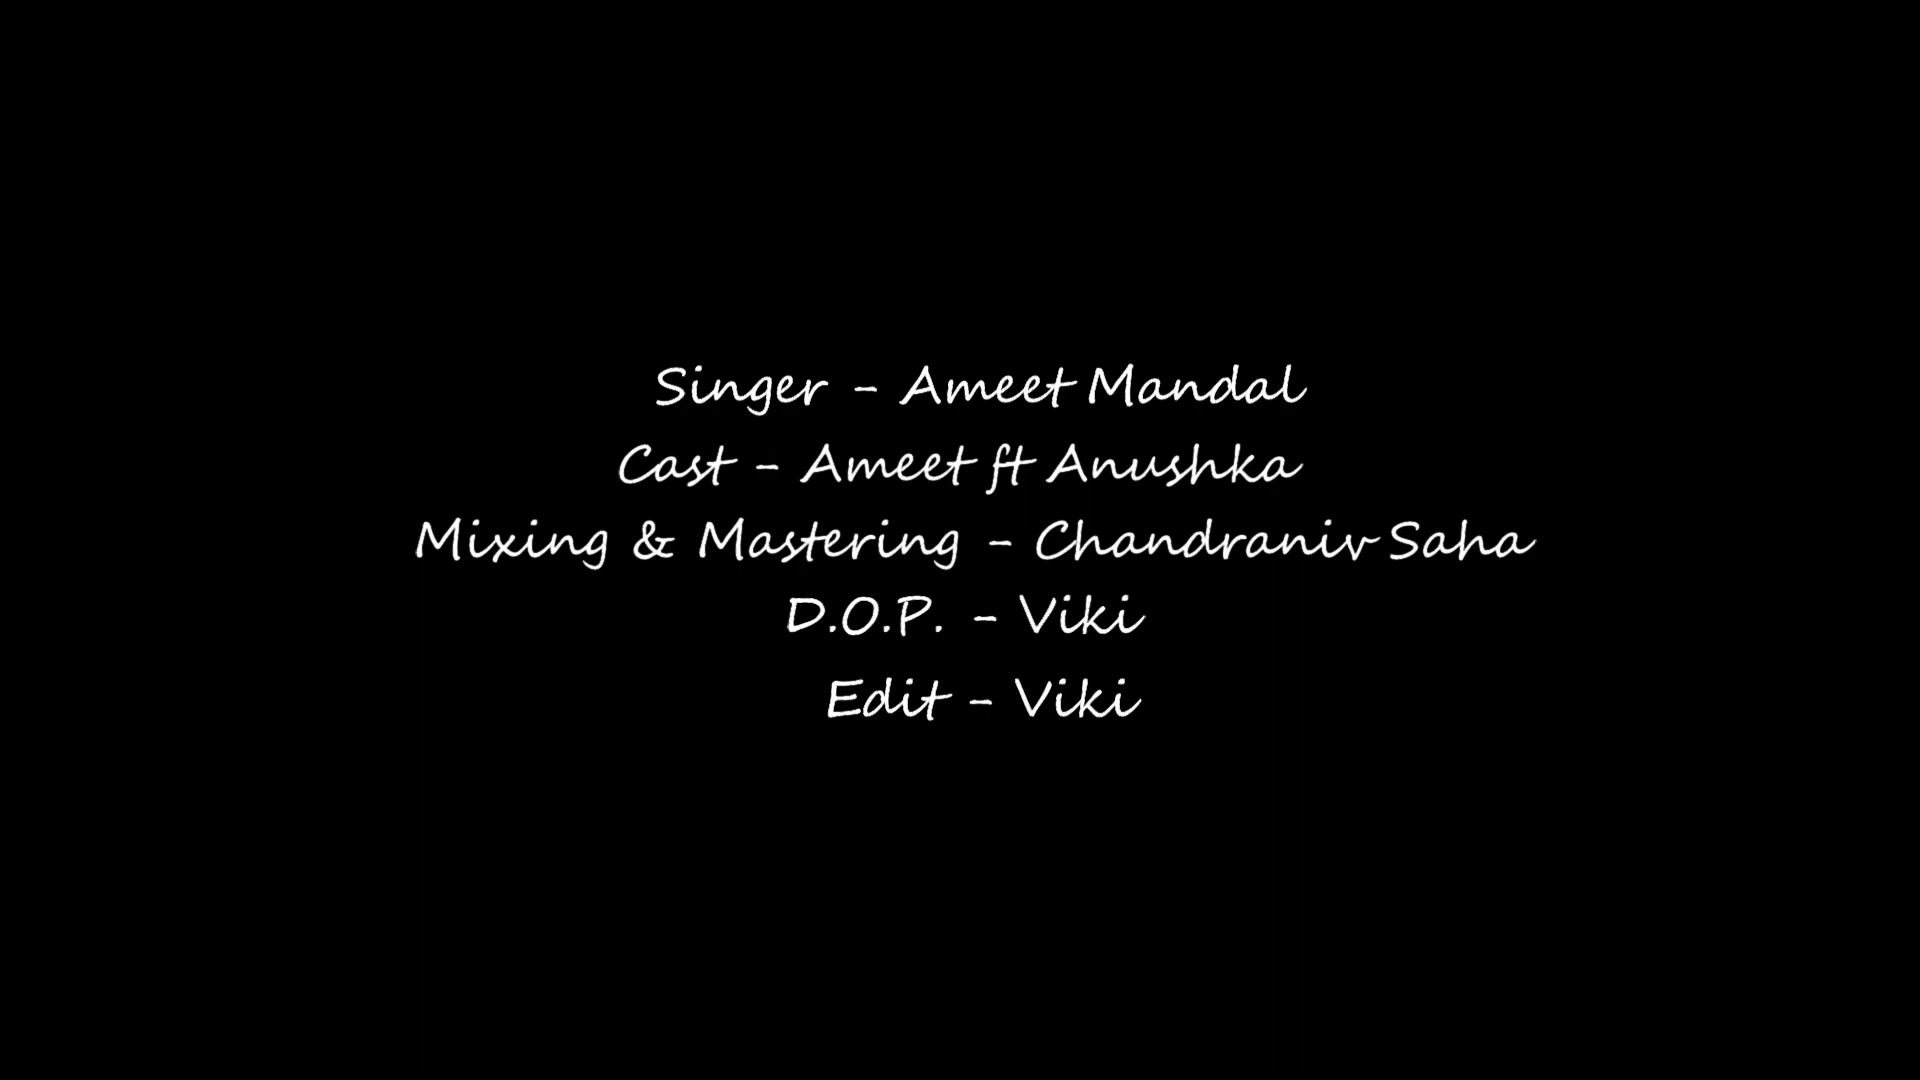 Singer - Ameet Mandal
Cast - Ameet ft Anushka
Mixing & Mastering - Chandraniv Saha
D.O.P. - Viki
Edit - Viki